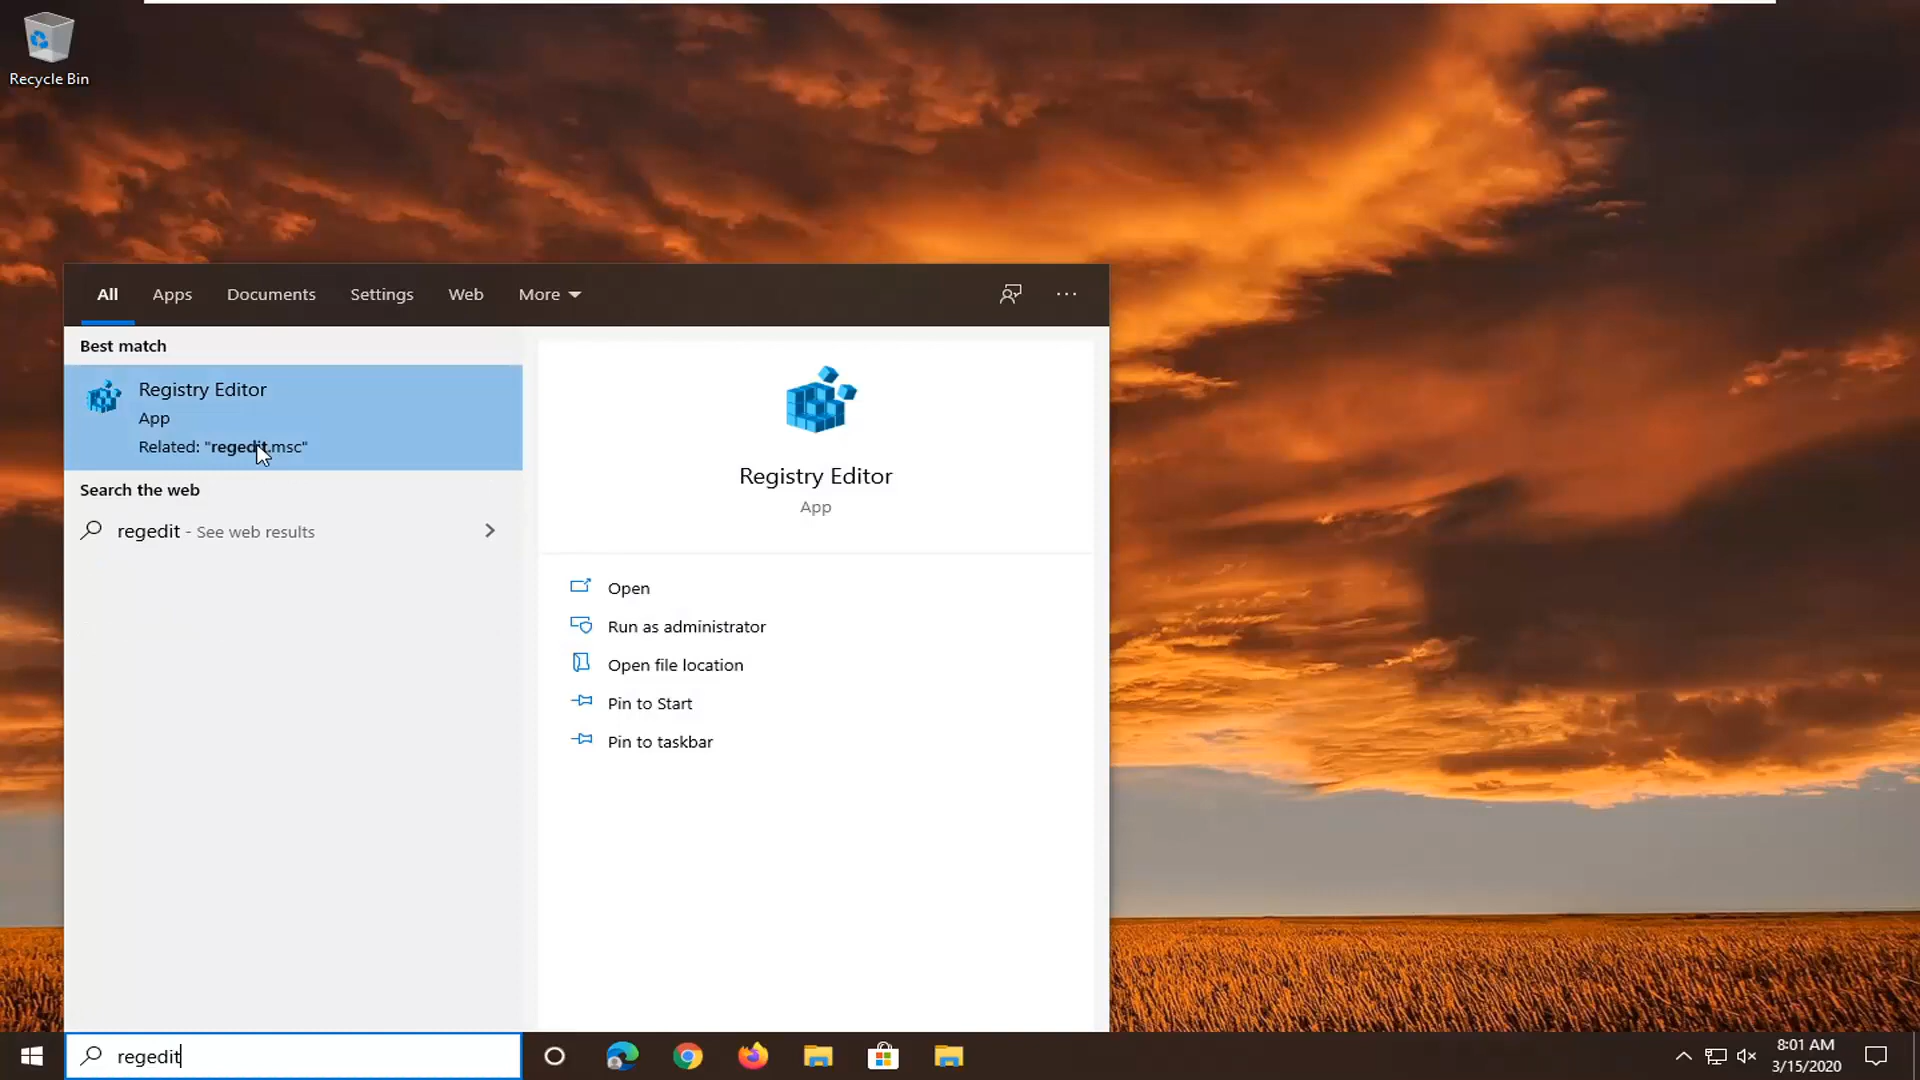 Recycle Bin
All
Apps
Documents
Settings
Web
More
Best match
Registry Editor
App
Related: "regedit.msc"
Search the web
regedit - See web results
Registry Editor
App
Open
Run as administrator
Open file location
Pin to Start
Pin to taskbar
regedit
8:01 AM
3/15/2020